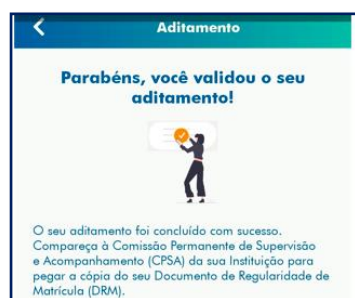 Aditamento
Parabéns, você validou o seu
aditamento!
O seu aditamento foi concluído com sucesso.
Compareça à Comissão Permanente de Supervisão
e Acompanhamento (CPSA) da sua Instituição para
pegar a cópia do seu Documento de Regularidade de
Matrícula (DRM).